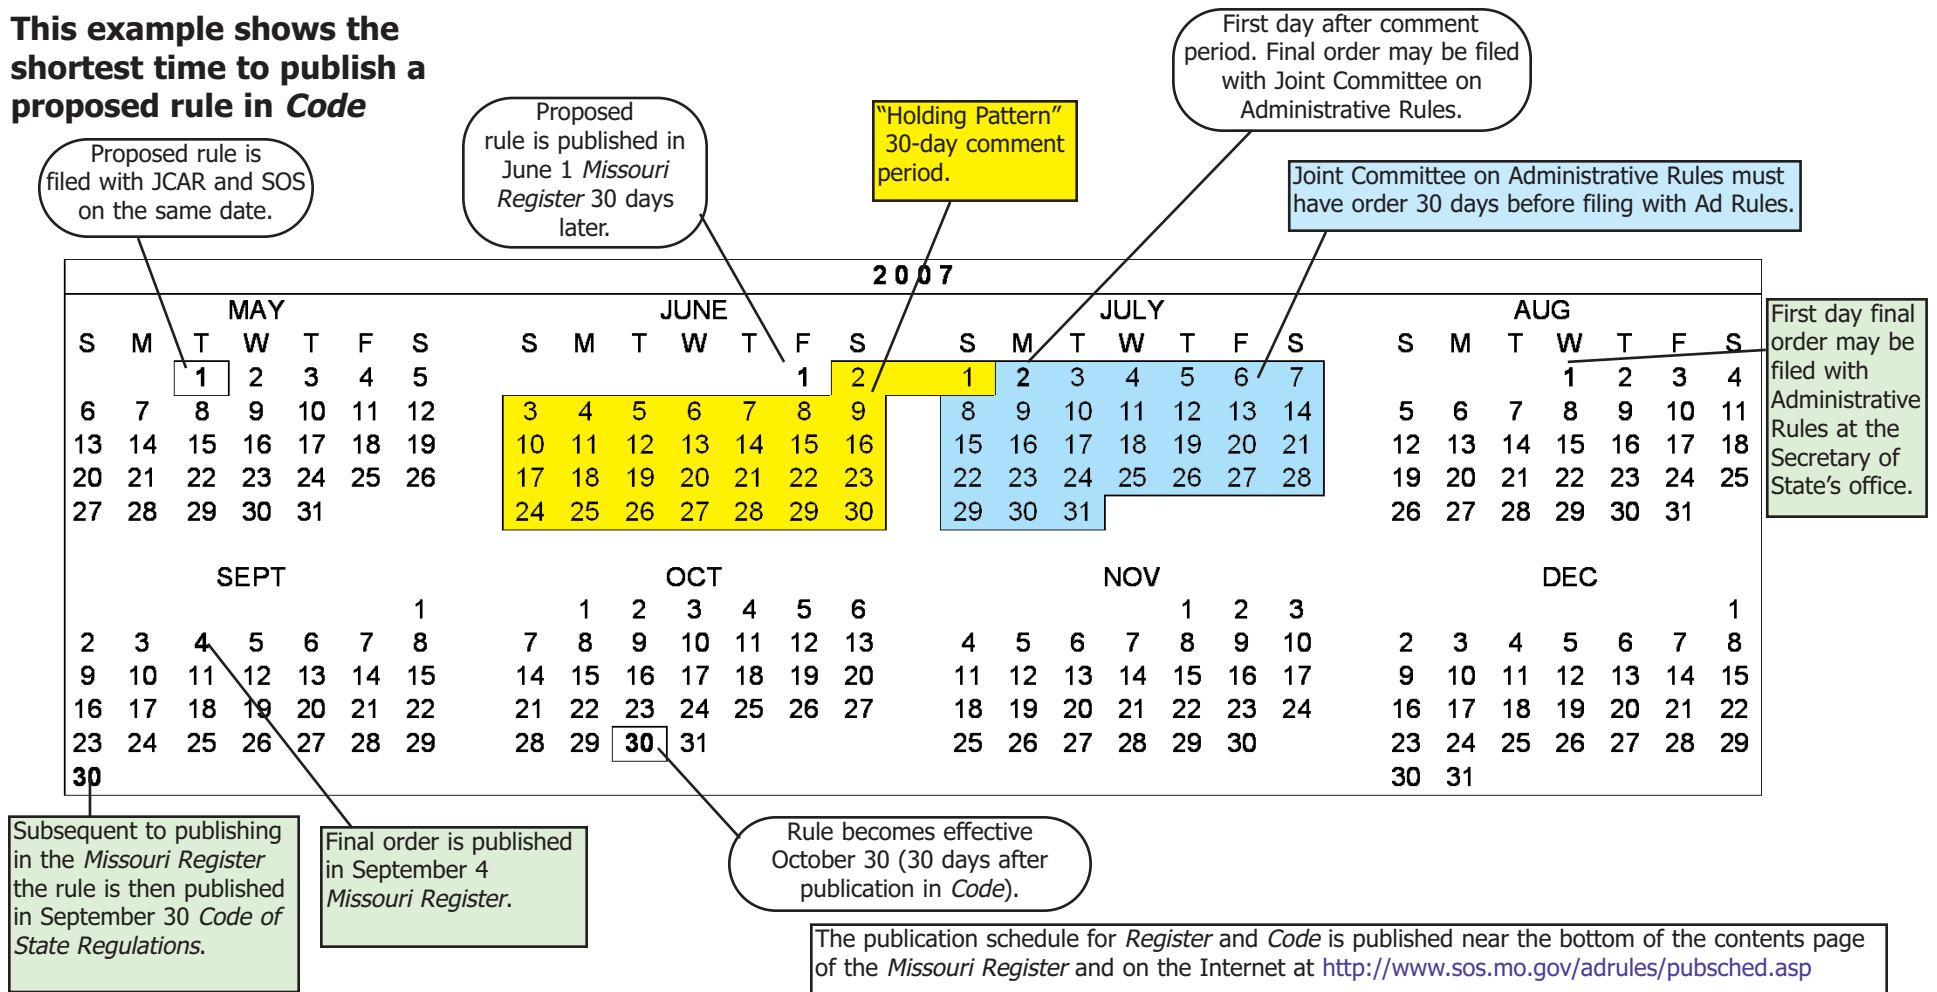 This example shows the
shortest time to publish a
proposed rule in Code
Proposed rule is
filed with JCAR and SOS
on the same date.
Proposed
rule is published in
June 1 Missouri
Register 30 days
later.
"Holding Pattern"
30-day comment
period.
First day after comment
period. Final order may be filed
with Joint Committee on
Administrative Rules.
Joint Committee on Administrative Rules must
have order 30 days before filing with Ad Rules.
2007
MAY
S M T W T F S
1 2 3 4 5
6 7 8 9 10 11 12
13 14 15 16 17 18 19
20 21 22 23 24 25 26
27 28 29 30 31
JUNE
S M T W T F S
1 2
3 4 5 6 7 8 9
10 11 12 13 14 15 16
17 18 19 20 21 22 23
24 25 26 27 28 29 30
JULY
S M T W T F S
1 2 3 4 5 6 7
8 9 10 11 12 13 14
15 16 17 18 19 20 21
22 23 24 25 26 27 28
29 30 31
AUG
S M T W T F S
1 2 3 4
5 6 7 8 9 10 11
12 13 14 15 16 17 18
19 20 21 22 23 24 25
26 27 28 29 30 31
First day final
order may be
filed with
Administrative
Rules at the
Secretary of
State's office.
SEPT
1
2 3 4 5 6 7 8
9 10 11 12 13 14 15
16 17 18 19 20 21 22
23 24 25 26 27 28 29
30
OCT
1 2 3 4 5 6
7 8 9 10 11 12 13
14 15 16 17 18 19 20
21 22 23 24 25 26 27
28 29 30 31
NOV
1 2 3
4 5 6 7 8 9 10
11 12 13 14 15 16 17
18 19 20 21 22 23 24
25 26 27 28 29 30
DEC
1
2 3 4 5 6 7 8
9 10 11 12 13 14 15
16 17 18 19 20 21 22
23 24 25 26 27 28 29
30 31
Subsequent to publishing
in the Missouri Register
the rule is then published
in September 30 Code of
State Regulations.
Final order is published
in September 4
Missouri Register.
Rule becomes effective
October 30 (30 days after
publication in Code).
The publication schedule for Register and Code is published near the bottom of the contents page
of the Missouri Register and on the Internet at http://www.sos.mo.gov/adrules/pubsched.asp